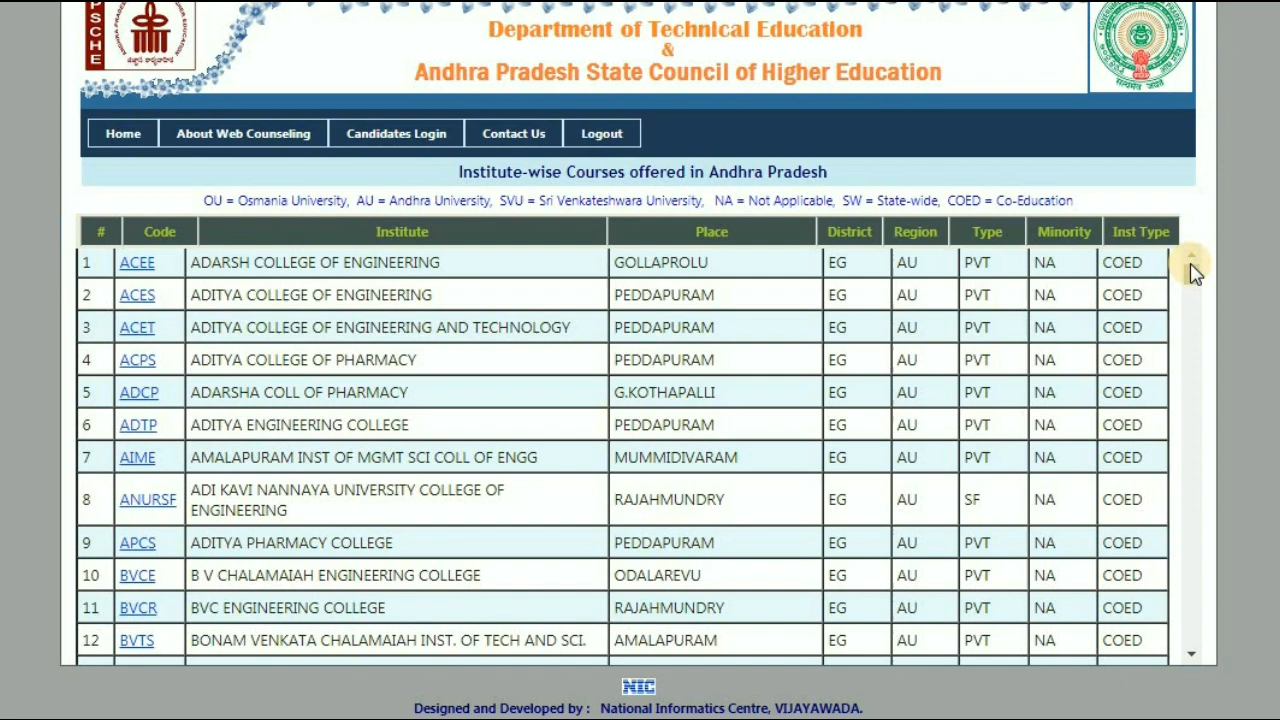 PSCHE
Department of Technical Education
&
Andhra Pradesh State Council of Higher Education
Home About Web Counseling Candidates Login Contact Us Logout
Institute-wise Courses offered in Andhra Pradesh
OU = Osmania University, AU = Andhra University, SVU = Sri Venkateshwara University, NA = Not Applicable, SW = State-wide, COED = Co-Education
# Code Institute Place District Region Type Minority Inst Type
1 ACEE ADARSH COLLEGE OF ENGINEERING GOLLAPROLU EG AU PVT NA COED
2 ACES ADITYA COLLEGE OF ENGINEERING PEDDAPURAM EG AU PVT NA COED
3 ACET ADITYA COLLEGE OF ENGINEERING AND TECHNOLOGY PEDDAPURAM EG AU PVT NA COED
4 ACPS ADITYA COLLEGE OF PHARMACY PEDDAPURAM EG AU PVT NA COED
5 ADCP ADARSHA COLL OF PHARMACY G.KOTHAPALLI EG AU PVT NA COED
6 ADTP ADITYA ENGINEERING COLLEGE PEDDAPURAM EG AU PVT NA COED
7 AIME AMALAPURAM INST OF MGMT SCI COLL OF ENGG MUMMIDIVARAM EG AU PVT NA COED
8 ANURSF ADI KAVI NANNAYA UNIVERSITY COLLEGE OF
ENGINEERING RAJAHMUNDRY EG AU SF NA COED
9 APCS ADITYA PHARMACY COLLEGE PEDDAPURAM EG AU PVT NA COED
10 BVCE B V CHALAMAIAH ENGINEERING COLLEGE ODALAREVU EG AU PVT NA COED
11 BVCR BVC ENGINEERING COLLEGE RAJAHMUNDRY EG AU PVT NA COED
12 BVTS BONAM VENKATA CHALAMAIAH INST. OF TECH AND SCI. AMALAPURAM EG AU PVT NA COED
NIC
Designed and Developed by : National Informatics Centre, VIJAYAWADA.